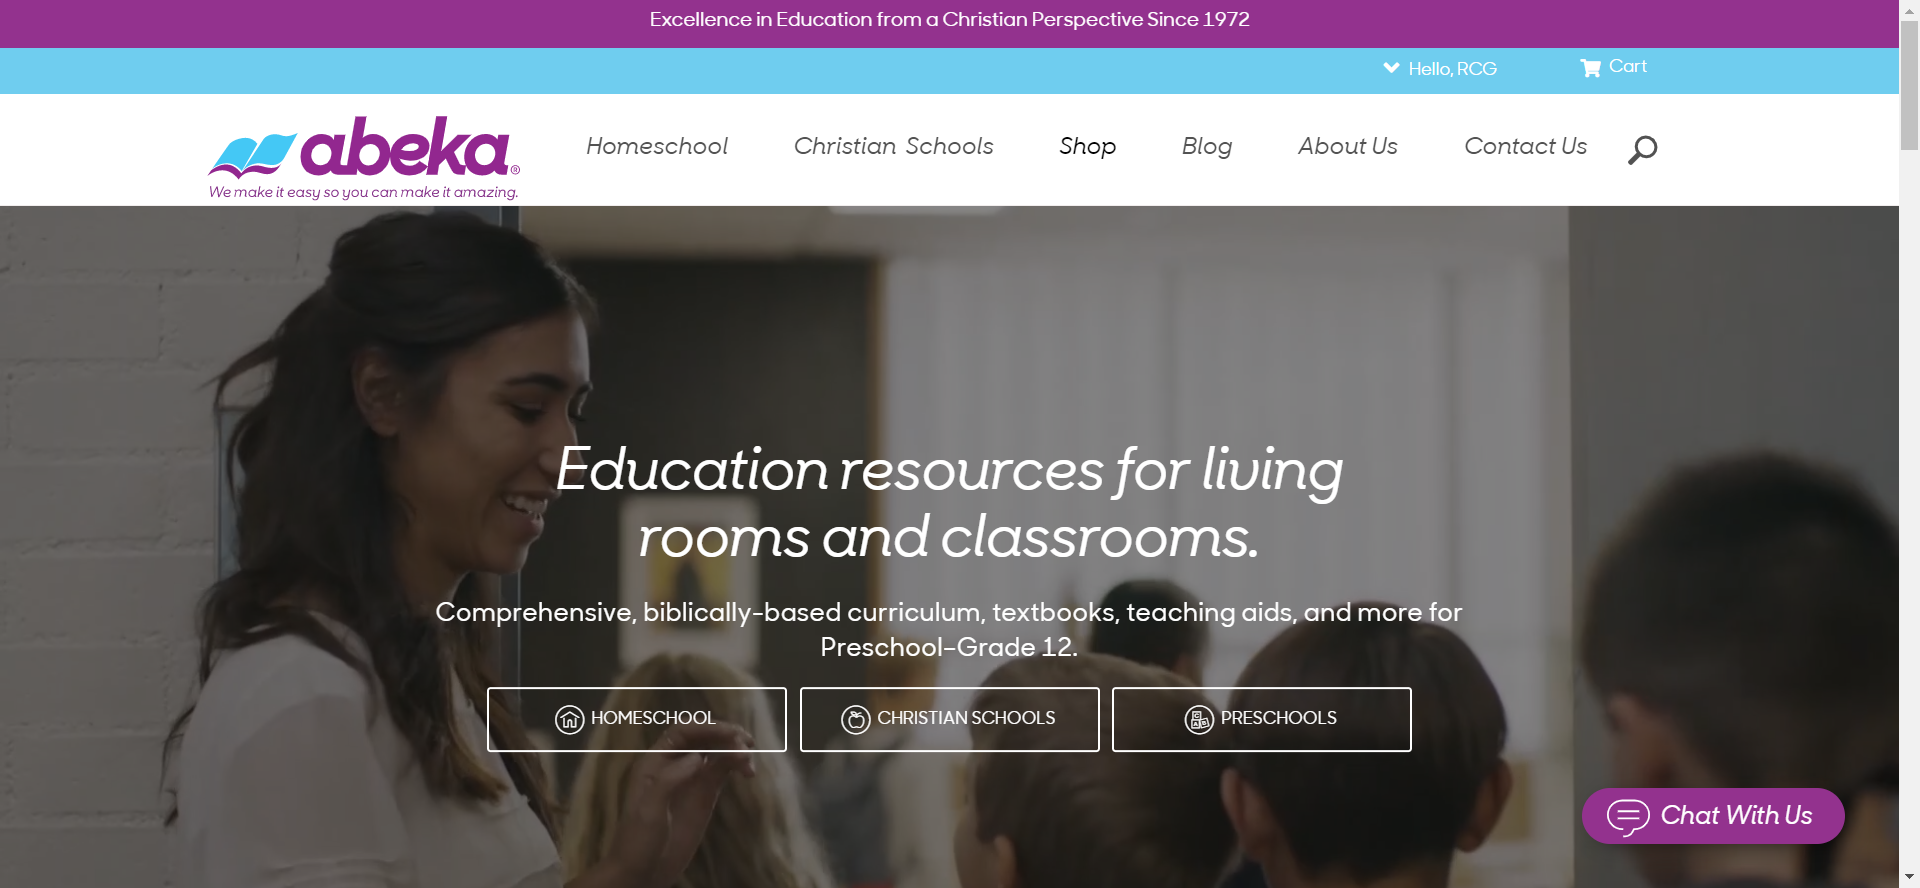 Excellence in Education from a Christian Perspective Since 1972
Hello, RCG
Cart
abeka®
We make it easy so you can make it amazing.
Homeschool
Christian Schools
Shop
Blog
About Us
Contact Us
Education resources for living
rooms and classrooms.
Comprehensive, biblically-based curriculum, textbooks, teaching aids, and more for
Preschool–Grade 12.
HOMESCHOOL
CHRISTIAN SCHOOLS
PRESCHOOLS
Chat With Us